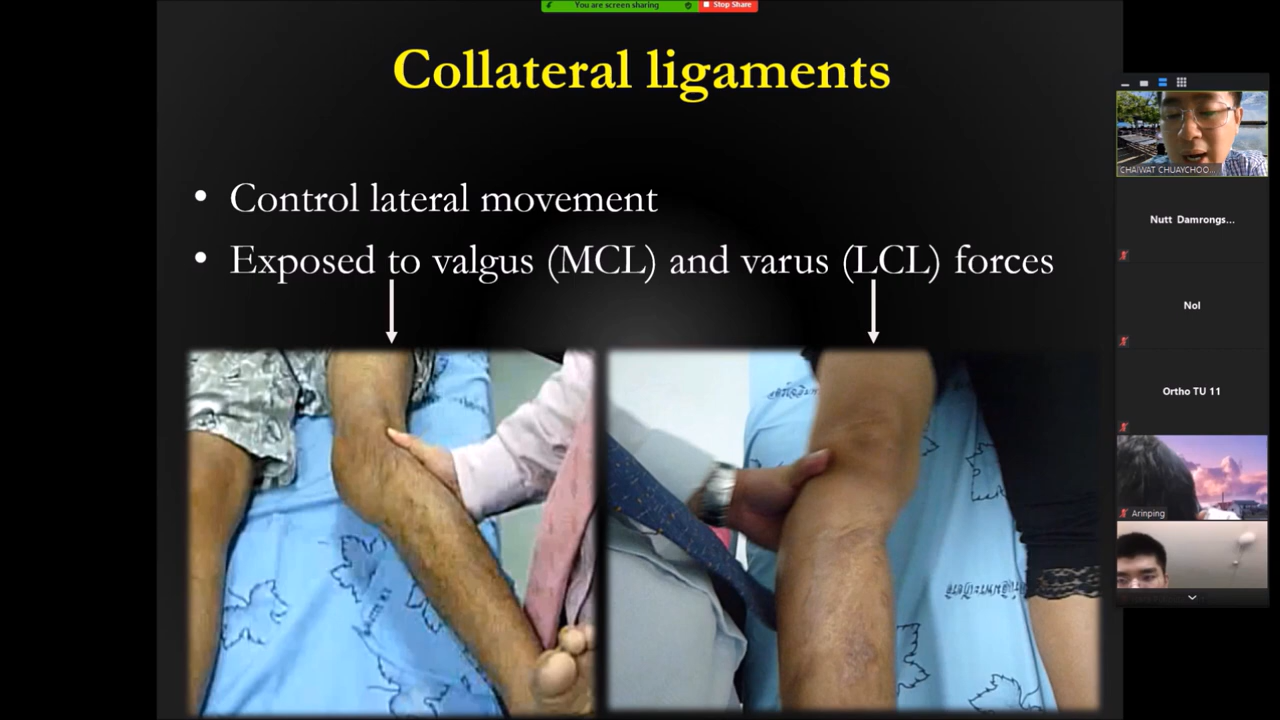 You are screen sharing
Stop Share
Collateral ligaments
• Control lateral movement
• Exposed to valgus (MCL) and varus (LCL) forces
CHAIWAT CHUAYCHOO...
Nutt Damrongs...
Nol
Ortho TU 11
Arinping